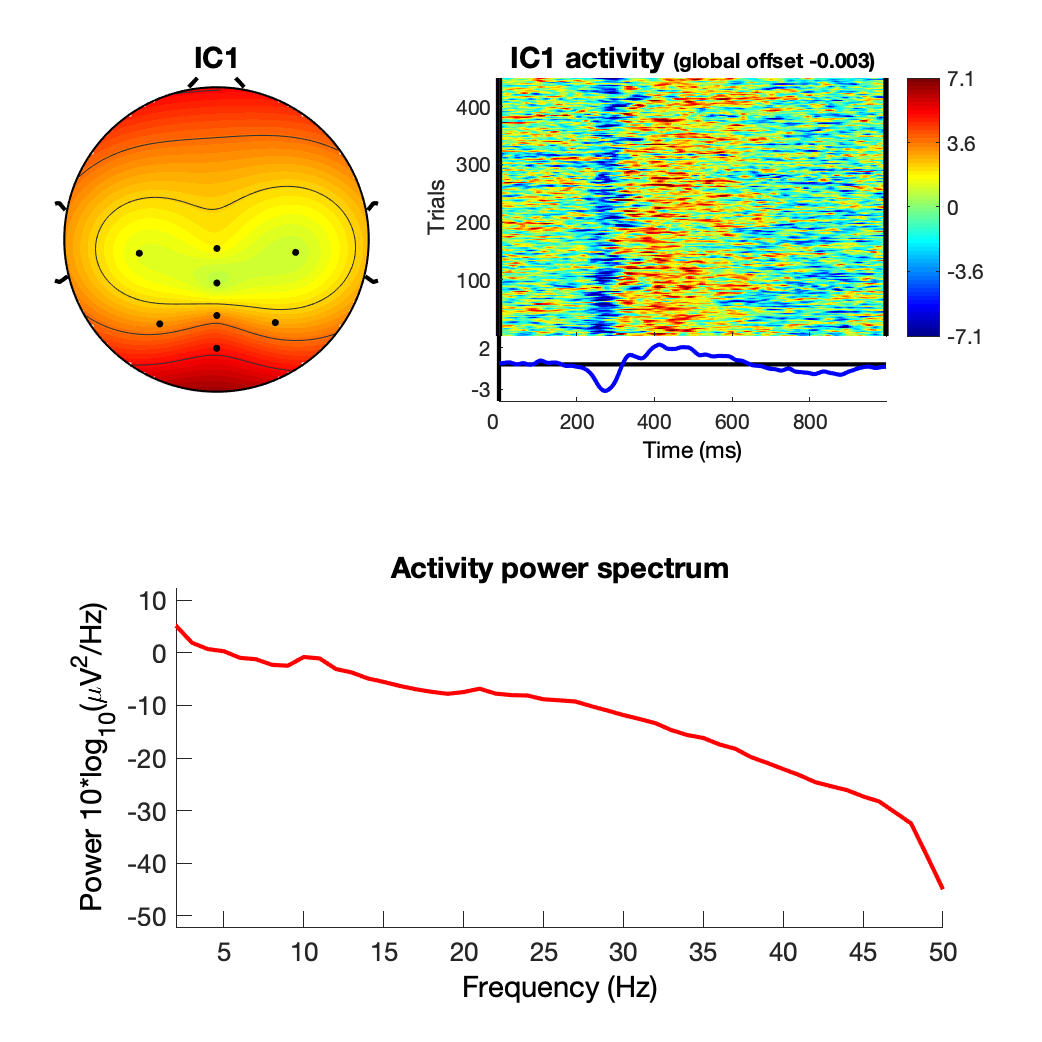 IC1
IC1 activity (global offset -0.003)
Trials
400
300
200
100
7.1
3.6
0
-3.6
-7.1
2
-3
0 200 400 600 800
Time (ms)
Activity power spectrum
Power 10*log10(μV2/Hz)
10
0
-10
-20
-30
-40
-50
5 10 15 20 25 30 35 40 45 50
Frequency (Hz)